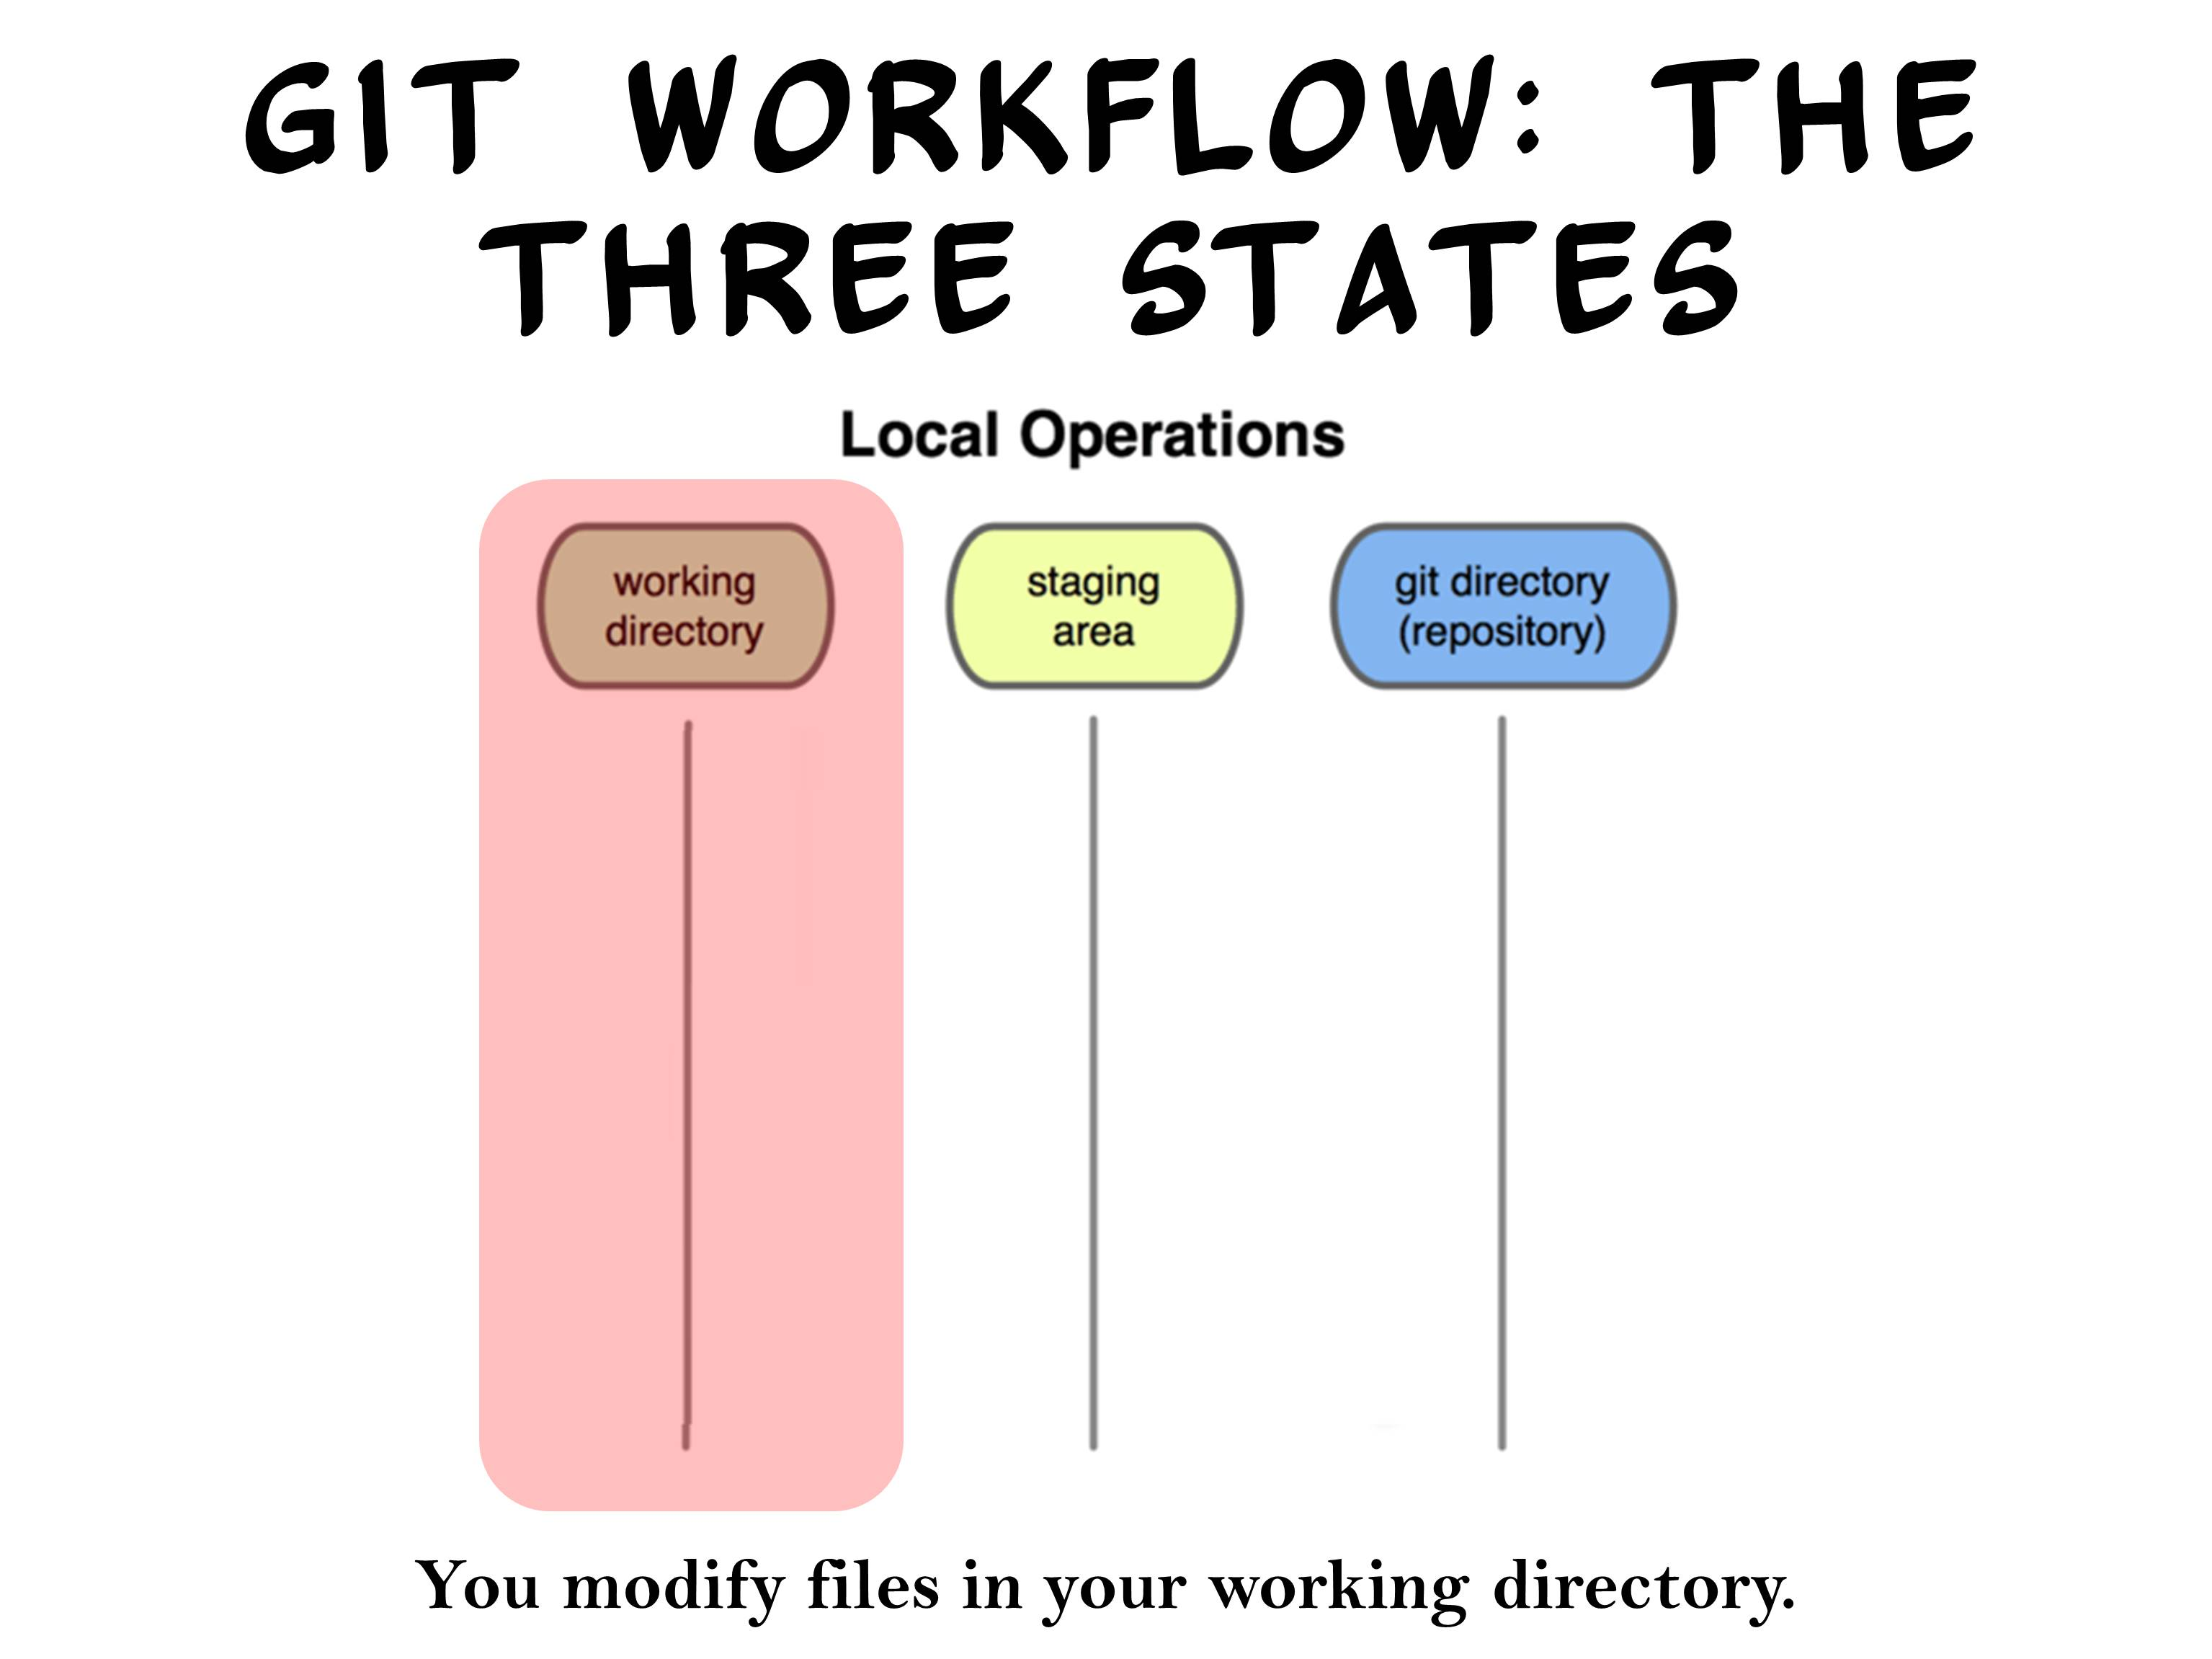 GIT WORKFLOW: THE
THREE STATES
Local Operations
working
directory
staging
area
git directory
(repository)
You modify files in your working directory.